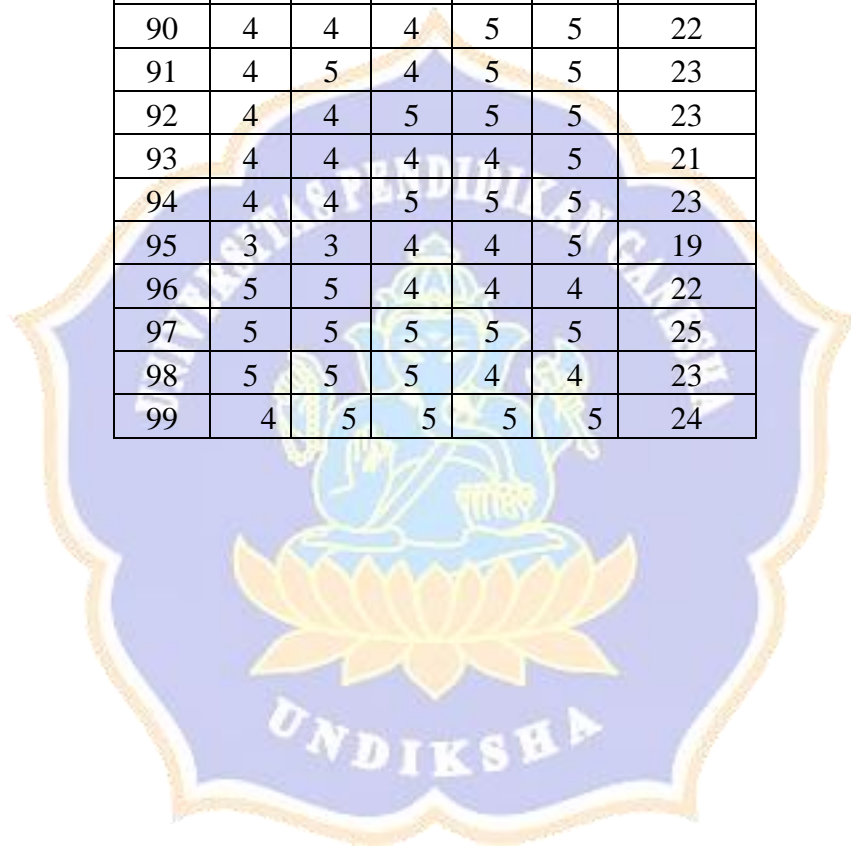 90 4 4 4 5 5 22
91 4 5 4 5 5 23
92 4 4 5 5 5 23
93 4 4 4 4 5 21
94 4 4 5 5 5 23
95 3 3 4 4 5 19
96 5 5 4 4 4 22
97 5 5 5 5 5 25
98 5 5 5 4 4 23
99 4 5 5 5 5 24
UNIVERSITAS PENDIDIKAN GANESHA
UNDIKSHA